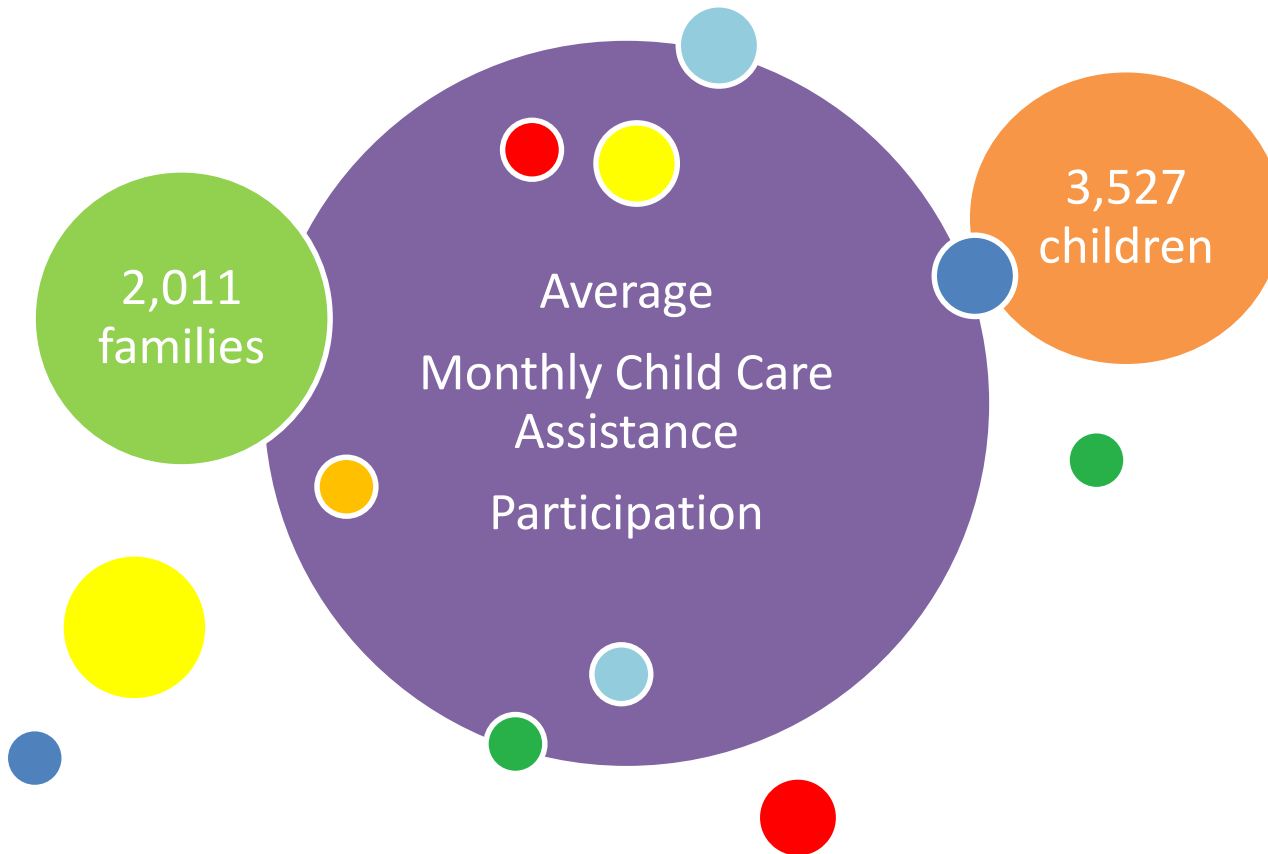 2,011
families
Average
Monthly Child Care
Assistance
Participation
3,527
children